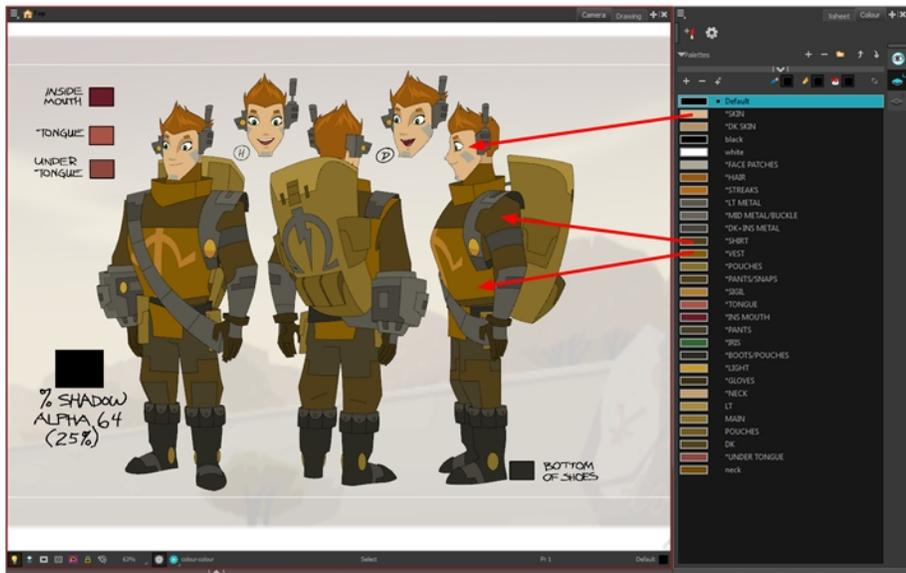 Top
Camera
Drawing
Xsheet
Colour
Palettes
INSIDE
MOUTH
TONGUE
UNDER
TONGUE
H
D
% SHADOW
ALPHA 64
(25%)
BOTTOM
OF SHOES
Default
*SKIN
*DK SKIN
black
white
*FACE PATCHES
*HAIR
*STREAKS
*LT METAL
*MID METAL/BUCKLE
*DK+INS METAL
*SHIRT
*VEST
*POUCHES
*PANTS/SNAPS
*SIGIL
*TONGUE
*INS MOUTH
*PANTS
*IRIS
*BOOTS/POUCHES
*LIGHT
*GLOVES
*NECK
LT
MAIN
POUCHES
DK
*UNDER TONGUE
neck
colour-colour
Select
Fr 1
Default